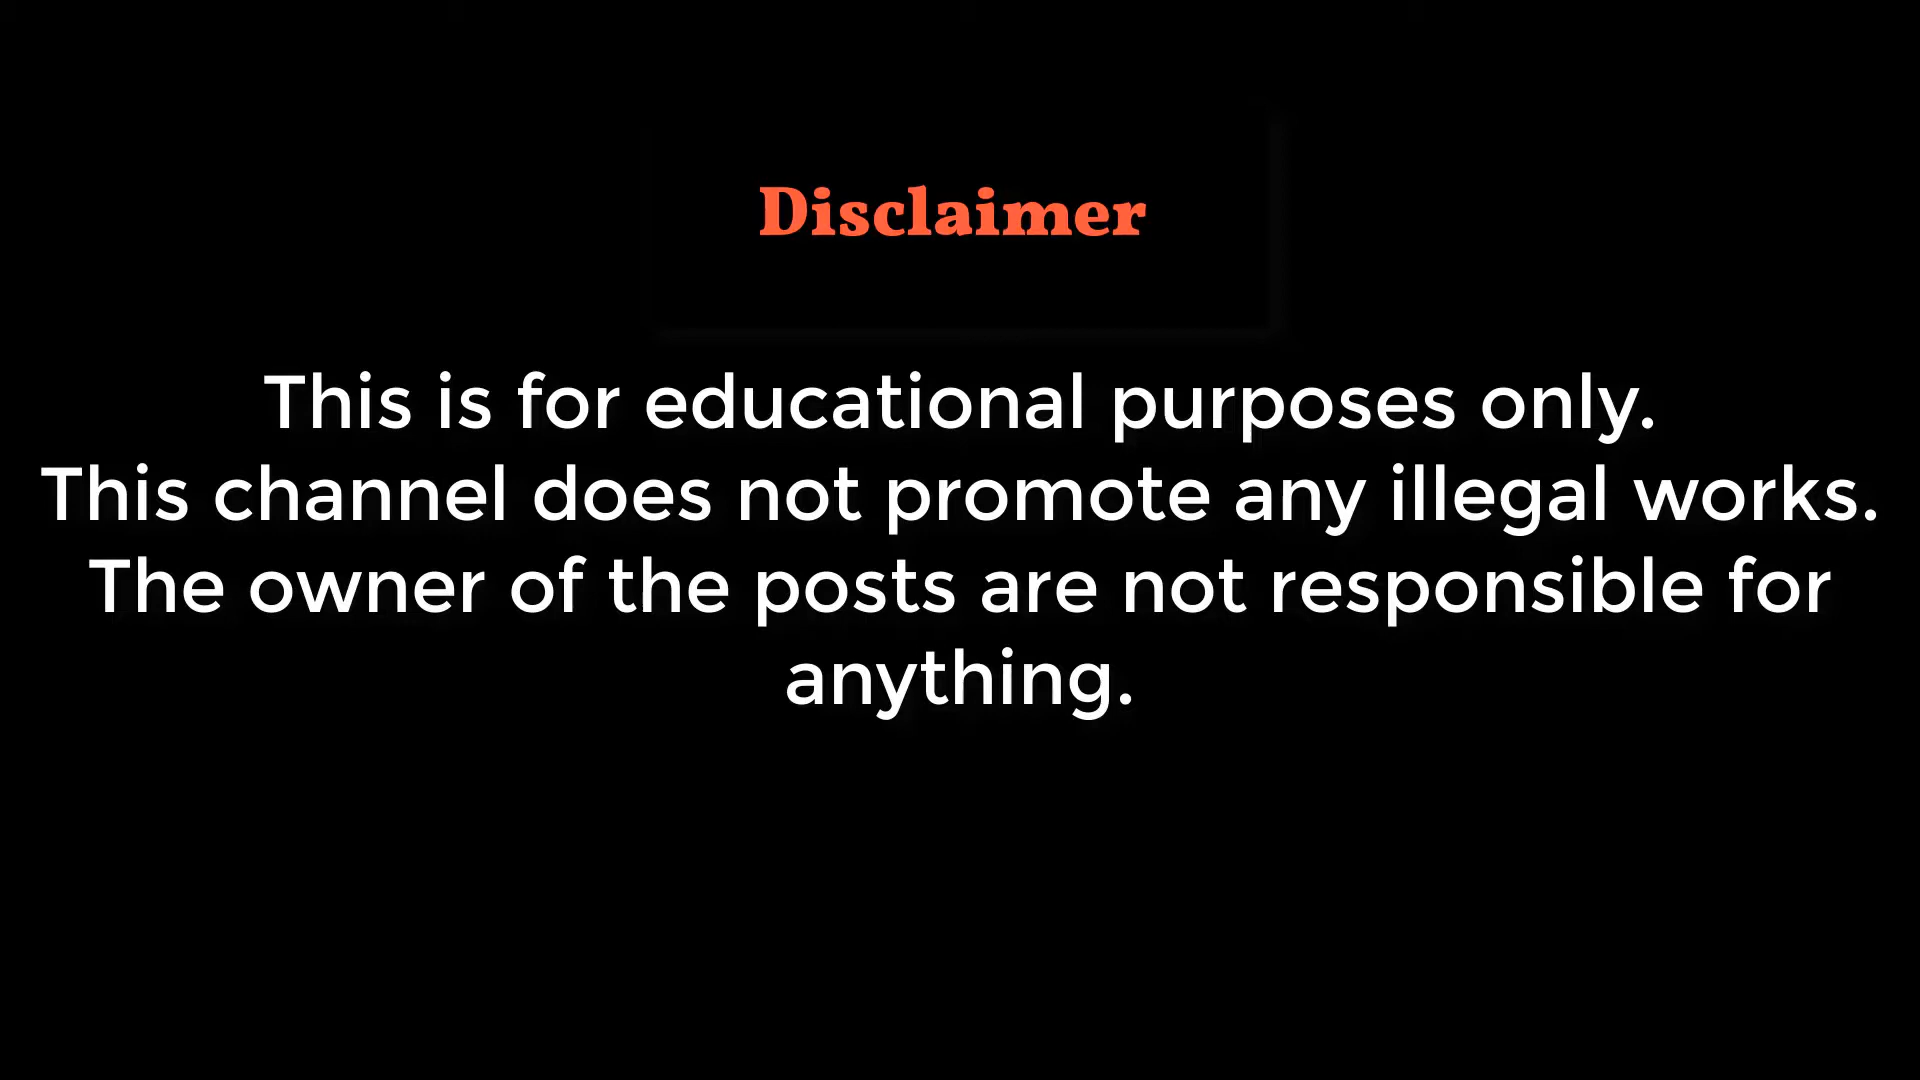 Disclaimer
This is for educational purposes only.
This channel does not promote any illegal works.
The owner of the posts are not responsible for
anything.